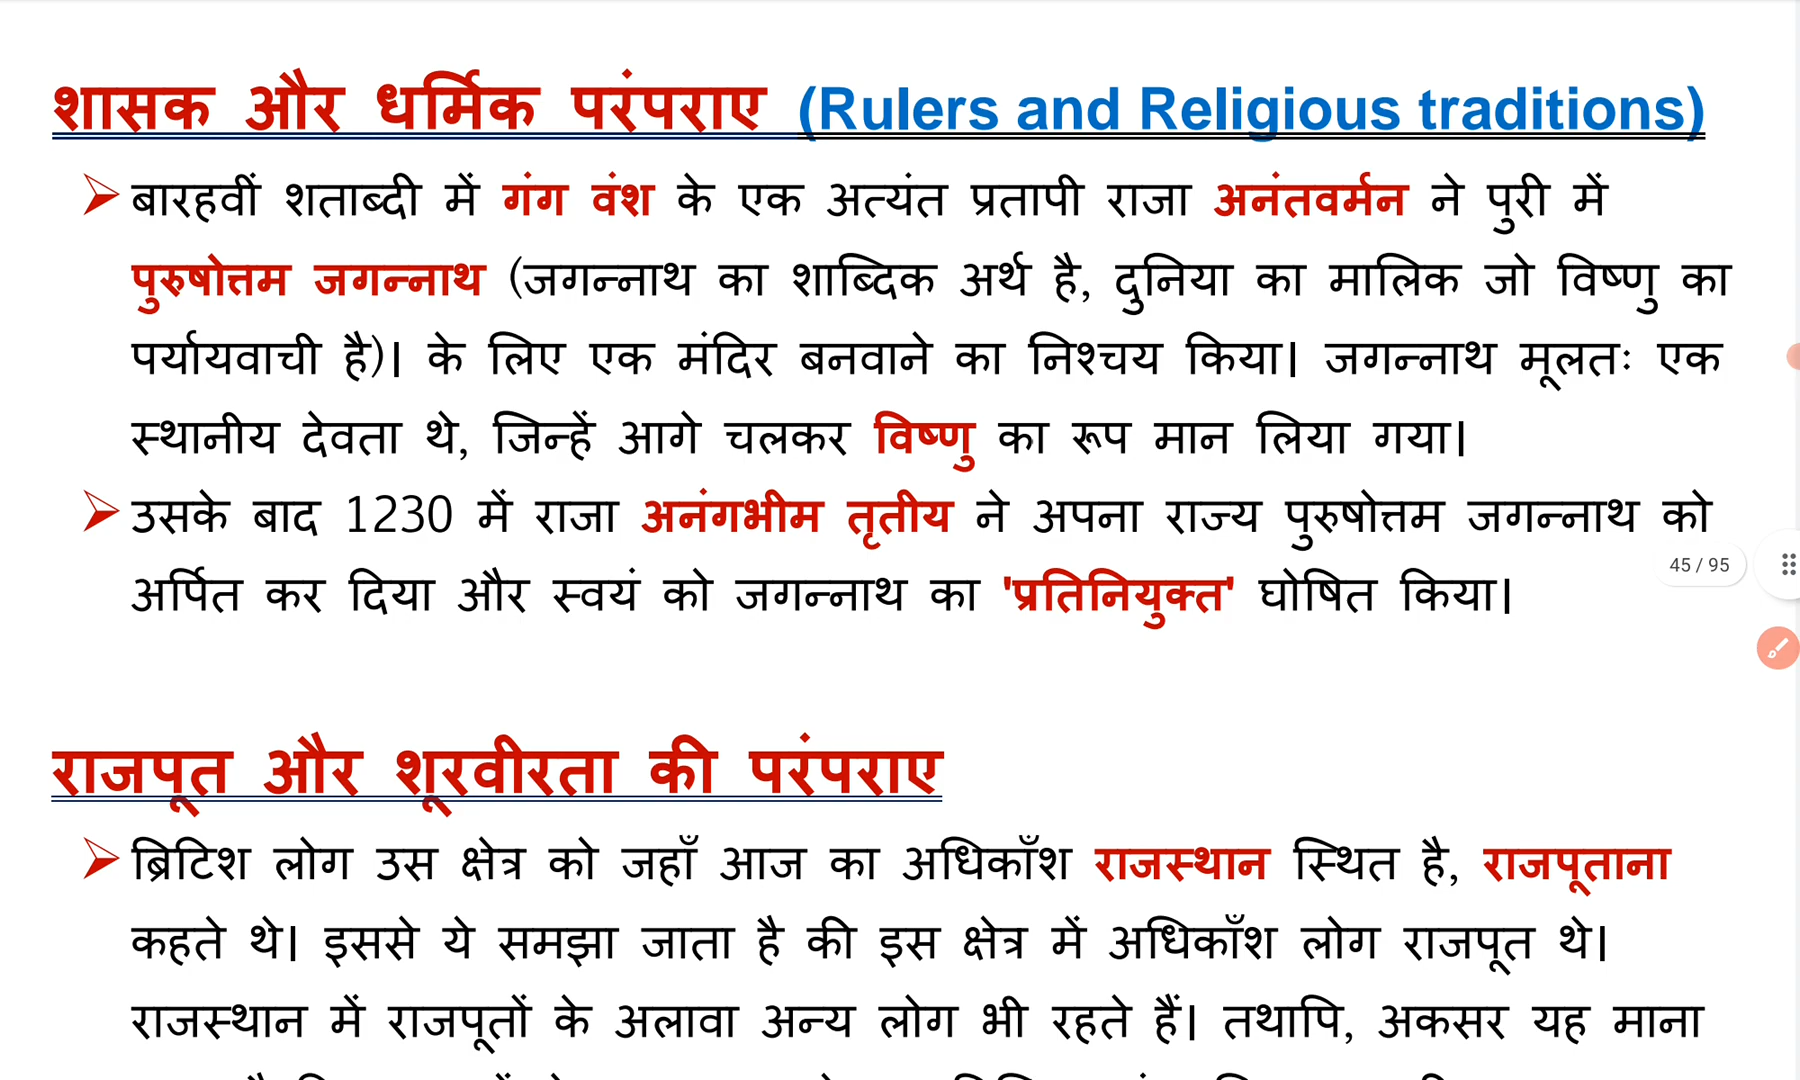 शासक और धर्मिक परंपराए (Rulers and Religious traditions)
बारहवीं शताब्दी में गंग वंश के एक अत्यंत प्रतापी राजा अनंतवर्मन ने पुरी में
पुरुषोत्तम जगन्नाथ (जगन्नाथ का शाब्दिक अर्थ है, दुनिया का मालिक जो विष्णु का
पर्यायवाची है)। के लिए एक मंदिर बनवाने का निश्चय किया। जगन्नाथ मूलतः एक
स्थानीय देवता थे, जिन्हें आगे चलकर विष्णु का रूप मान लिया गया।
उसके बाद 1230 में राजा अनंगभीम तृतीय ने अपना राज्य पुरुषोत्तम जगन्नाथ को
अर्पित कर दिया और स्वयं को जगन्नाथ का 'प्रतिनियुक्त' घोषित किया।
45 / 95
राजपूत और शूरवीरता की परंपराए
ब्रिटिश लोग उस क्षेत्र को जहाँ आज का अधिकाँश राजस्थान स्थित है, राजपूताना
कहते थे। इससे ये समझा जाता है की इस क्षेत्र में अधिकाँश लोग राजपूत थे।
राजस्थान में राजपूतों के अलावा अन्य लोग भी रहते हैं। तथापि, अकसर यह माना